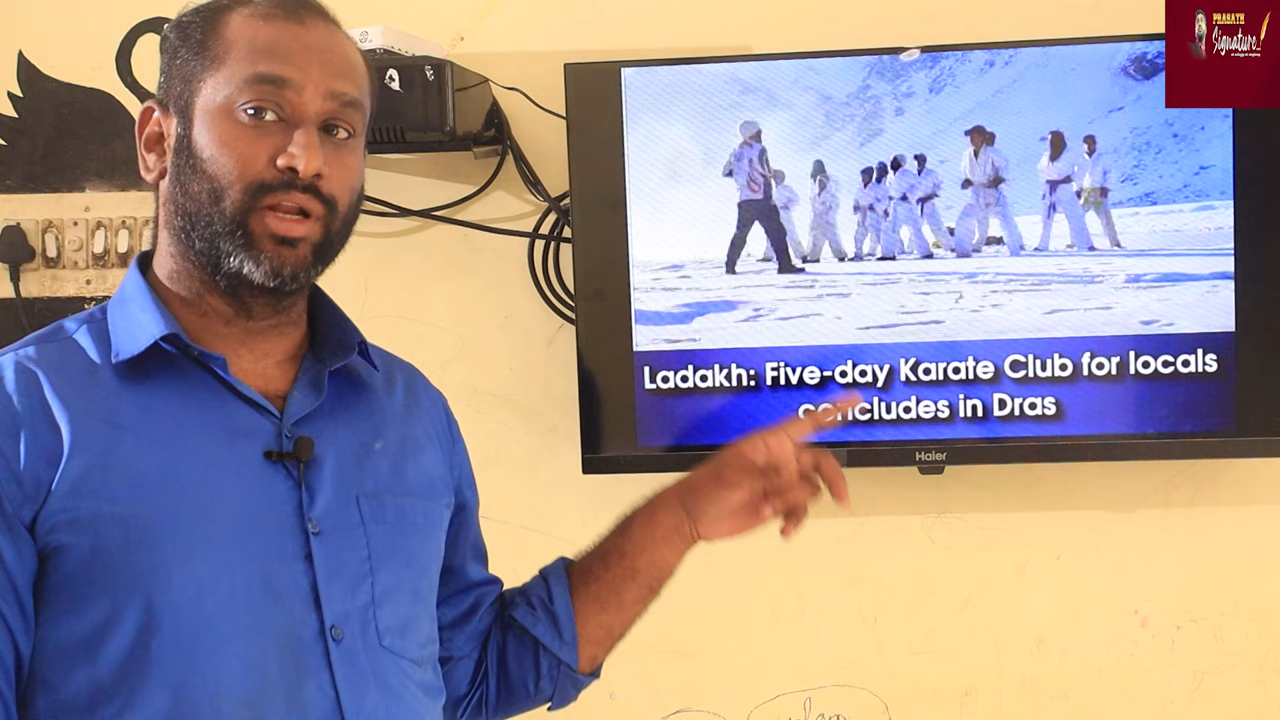 PRASATH
Signature
Ladakh: Five-day Karate Club for locals
concludes in Dras
Haier